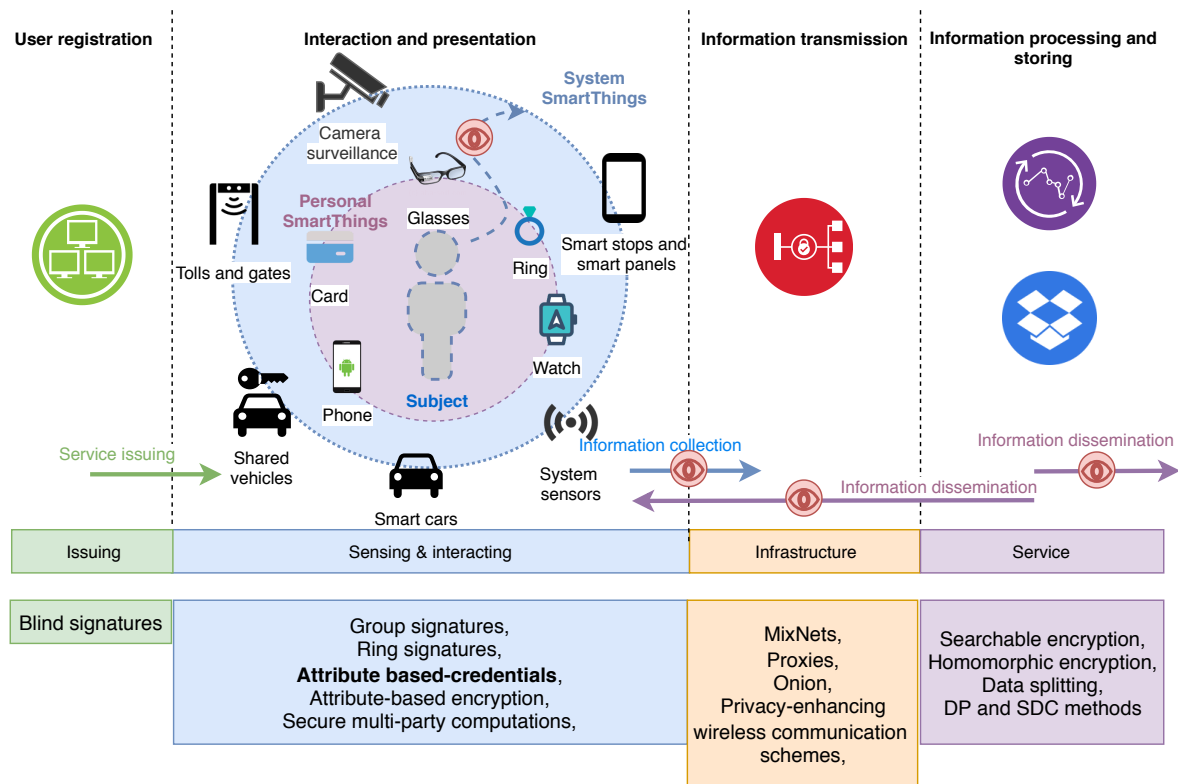 User registration
Interaction and presentation
Information transmission
Information processing and
storing
System
SmartThings
Camera
surveillance
Personal
SmartThings
Glasses
Tolls and gates
Card
Ring
Smart stops and
smart panels
Watch
Phone
Subject
Shared
vehicles
Smart cars
System
sensors
Service issuing
Information collection
Information dissemination
Information dissemination
Issuing
Sensing & interacting
Infrastructure
Service
Blind signatures
Group signatures,
Ring signatures,
Attribute based-credentials,
Attribute-based encryption,
Secure multi-party computations,
MixNets,
Proxies,
Onion,
Privacy-enhancing
wireless communication
schemes,
Searchable encryption,
Homomorphic encryption,
Data splitting,
DP and SDC methods